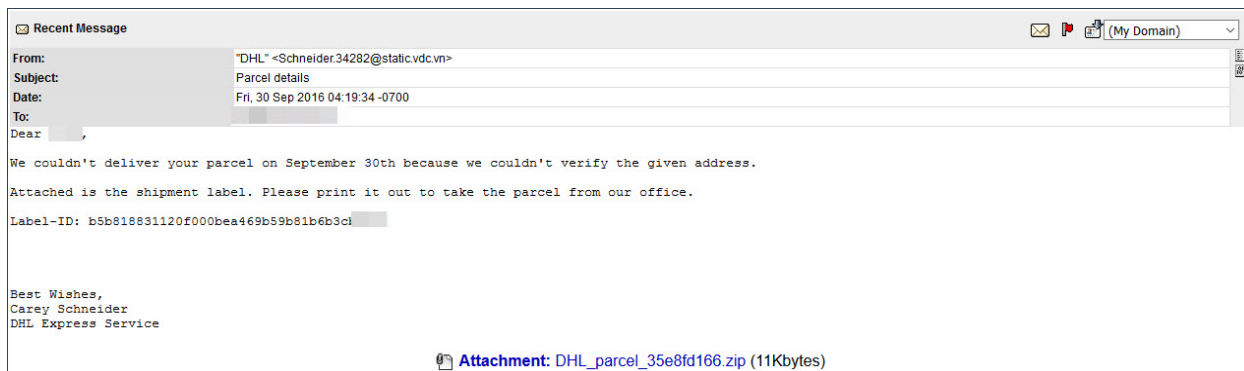 Recent Message
(My Domain)
From: "DHL" <Schneider.34282@static.vdc.vn>
Subject: Parcel details
Date: Fri, 30 Sep 2016 04:19:34 -0700
To:
Dear ,
We couldn't deliver your parcel on September 30th because we couldn't verify the given address.
Attached is the shipment label. Please print it out to take the parcel from our office.
Label-ID: b5b818831120f000bea469b59b81b6b3c
Best Wishes,
Carey Schneider
DHL Express Service
Attachment: DHL_parcel_35e8fd166.zip (11Kbytes)